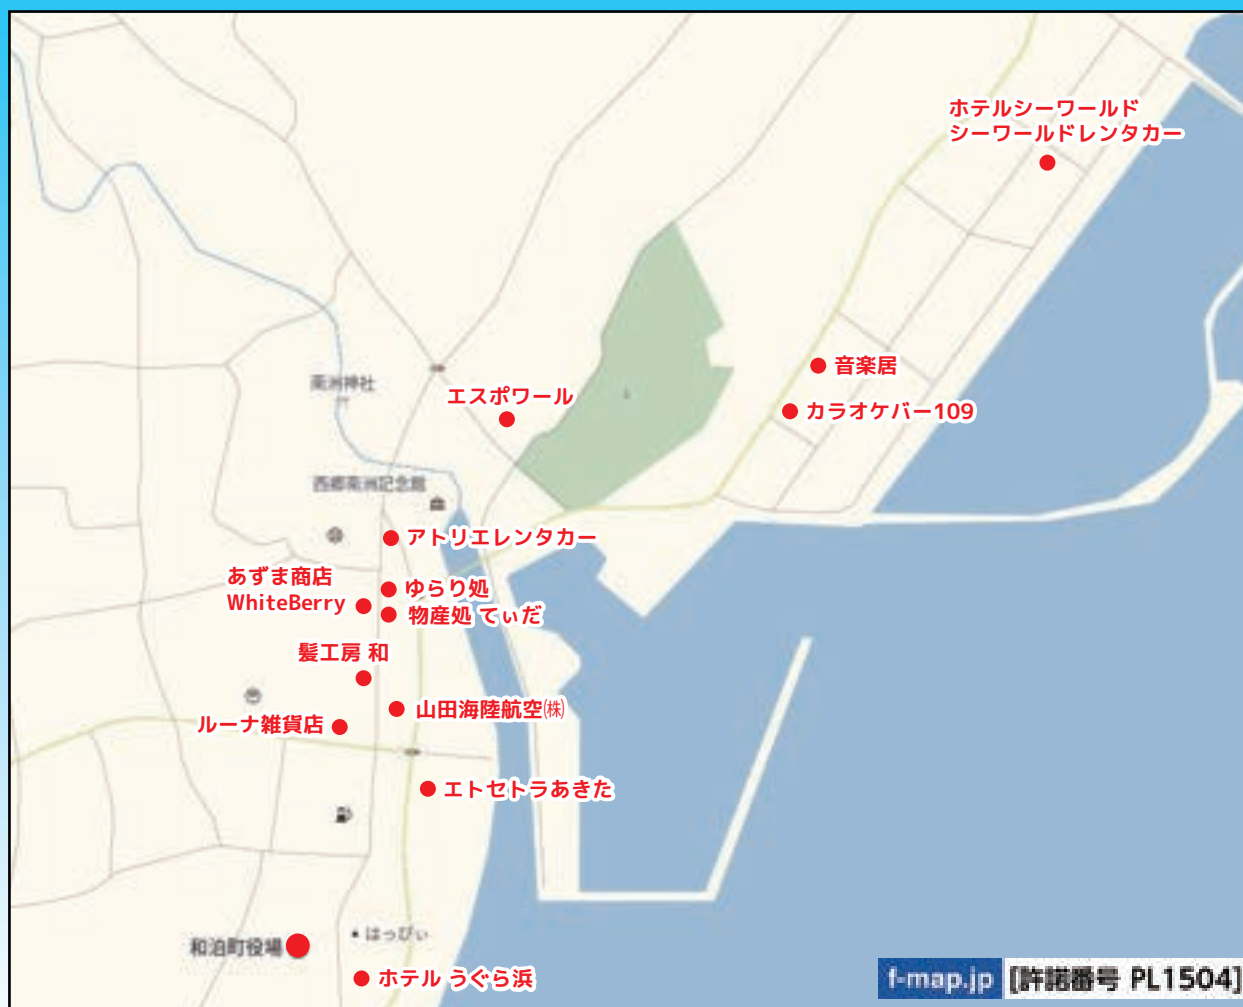 ホテルシーワールド
シーワールドレンタカー
音楽居
カラオケバー109
南洲神社
エスポワール
西郷南洲記念館
アトリエレンタカー
あずま商店
WhiteBerry
ゆらり処
物産処 てぃだ
髪工房 和
山田海陸航空㈱
ルーナ雑貨店
エトセトラあきた
和泊町役場
はっぴぃ
ホテル うぐら浜
f-map.jp [許諾番号 PL1504]